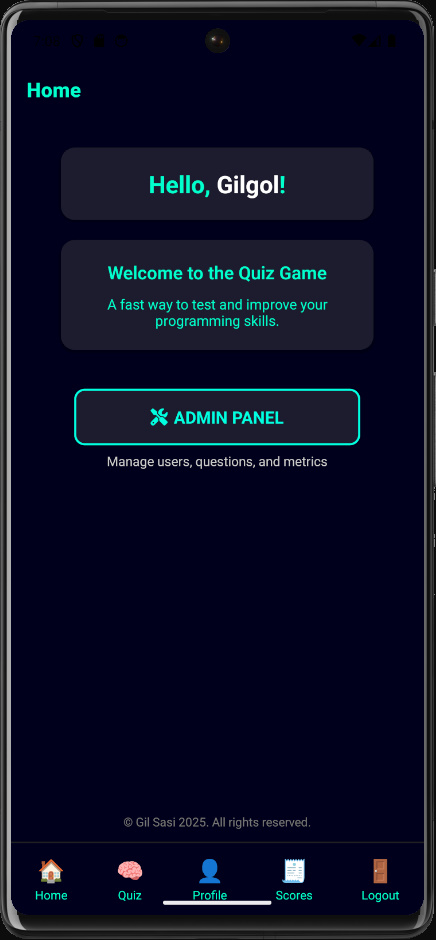 Home
Hello, Gilgol!
Welcome to the Quiz Game
A fast way to test and improve your
programming skills.
ADMIN PANEL
Manage users, questions, and metrics
© Gil Sasi 2025. All rights reserved.
Home Quiz Profile Scores Logout